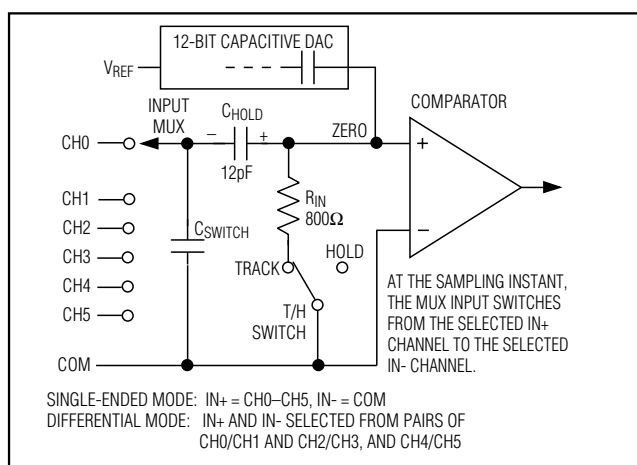 12-BIT CAPACITIVE DAC
VREF
INPUT
MUX
CHOLD
ZERO
COMPARATOR
– +
+
CH0
12pF
CH1
CH2
CH3
CH4
CH5
CSWITCH
RIN
800Ω
–
HOLD
TRACK
T/H
SWITCH
COM
AT THE SAMPLING INSTANT,
THE MUX INPUT SWITCHES
FROM THE SELECTED IN+
CHANNEL TO THE SELECTED
IN- CHANNEL.
SINGLE-ENDED MODE: IN+ = CH0–CH5, IN- = COM
DIFFERENTIAL MODE: IN+ AND IN- SELECTED FROM PAIRS OF
CH0/CH1 AND CH2/CH3, AND CH4/CH5